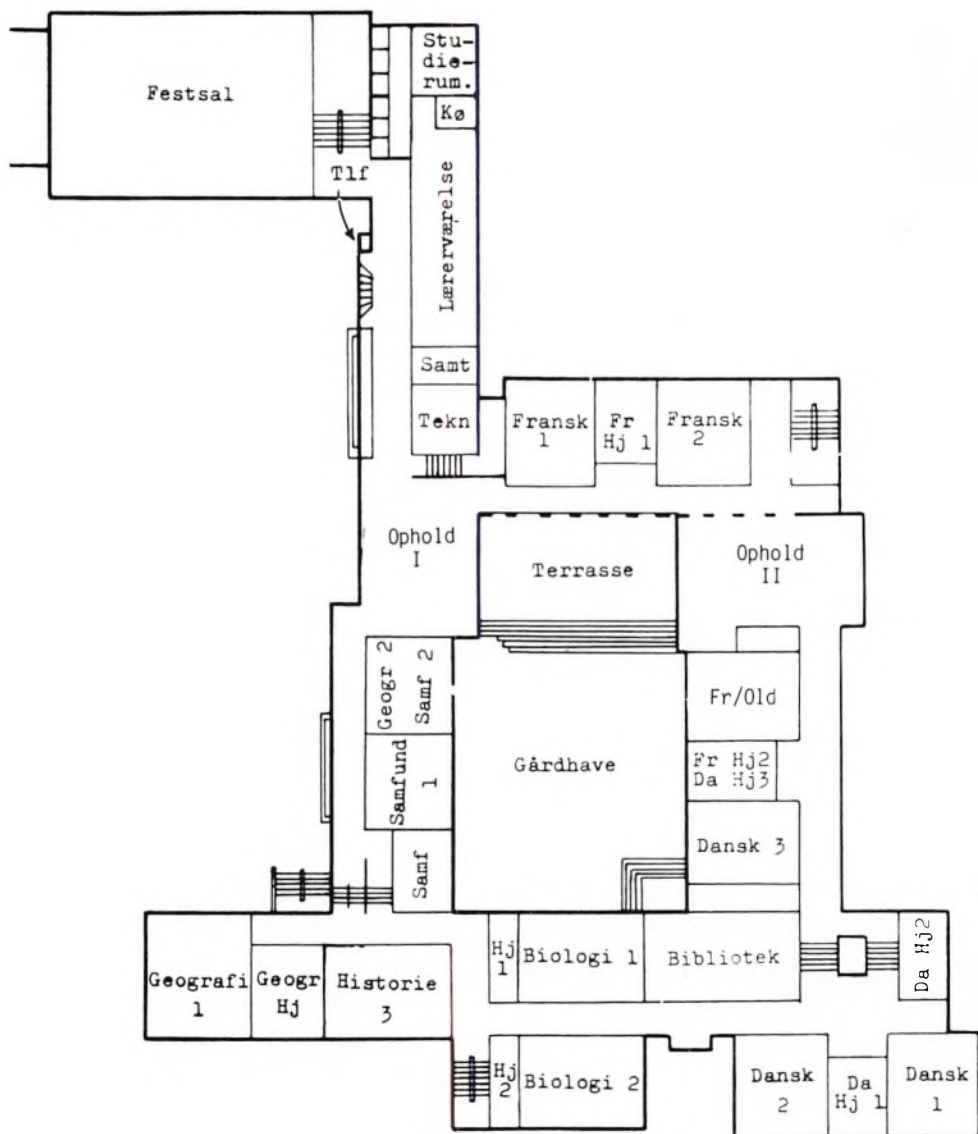 Stu-
die-
rum.
Festsal
Kø
Tlf
Lærerværelse
Samt
Tekn
Fransk
1
Fr
Hj 1
Fransk
2
Ophold
I
Terrasse
Ophold
II
Geogr 2
Samf 2
Fr/Old
Samfund
1
Gårdhave
Fr Hj2
Da Hj3
Samf
Dansk 3
Geografi
1
Geogr
Hj
Historie
3
Hj
1
Biologi 1
Bibliotek
Da Hj2
Hj
2
Biologi 2
Dansk
2
Da
Hj 1
Dansk
1